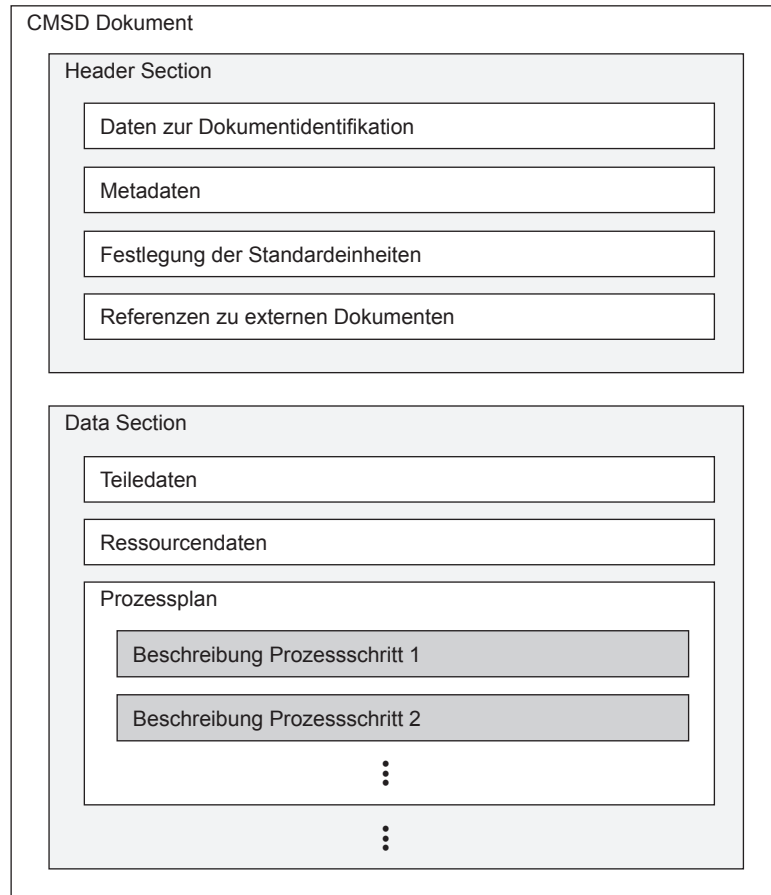 CMSD Dokument
Header Section
Daten zur Dokumentidentifikation
Metadaten
Festlegung der Standardeinheiten
Referenzen zu externen Dokumenten
Data Section
Teiledaten
Ressourcendaten
Prozessplan
Beschreibung Prozessschritt 1
Beschreibung Prozessschritt 2